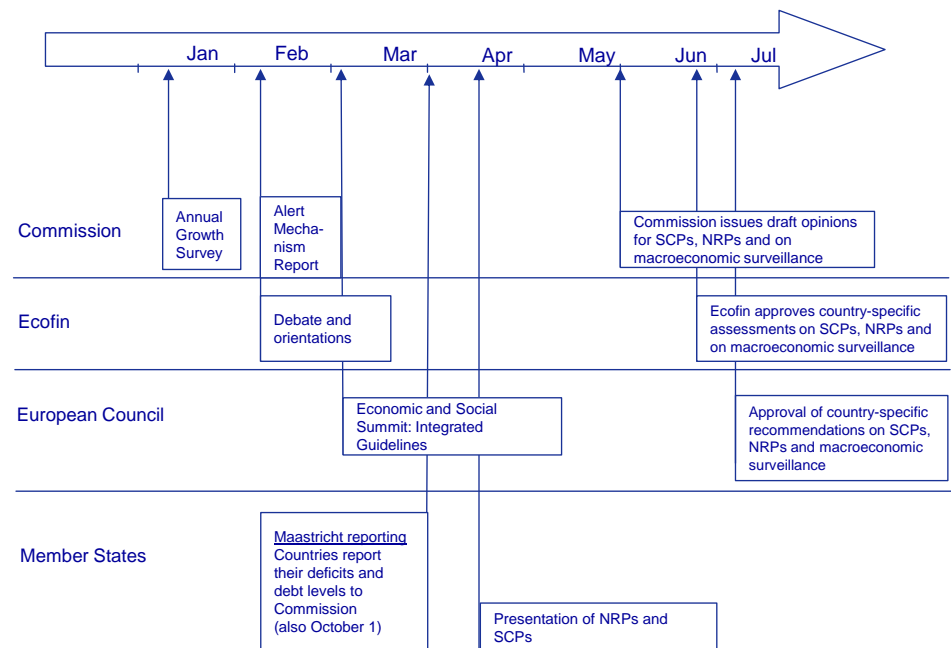 Jan Feb Mar Apr May Jun Jul
Commission
Annual
Growth
Survey
Alert
Mecha-
nism
Report
Commission issues draft opinions
for SCPs, NRPs and on
macroeconomic surveillance
Ecofin
Debate and
orientations
Ecofin approves country-specific
assessments on SCPs, NRPs and
on macroeconomic surveillance
European Council
Economic and Social
Summit: Integrated
Guidelines
Approval of country-specific
recommendations on SCPs,
NRPs and macroeconomic
surveillance
Member States
Maastricht reporting
Countries report
their deficits and
debt levels to
Commission
(also October 1)
Presentation of NRPs and
SCPs